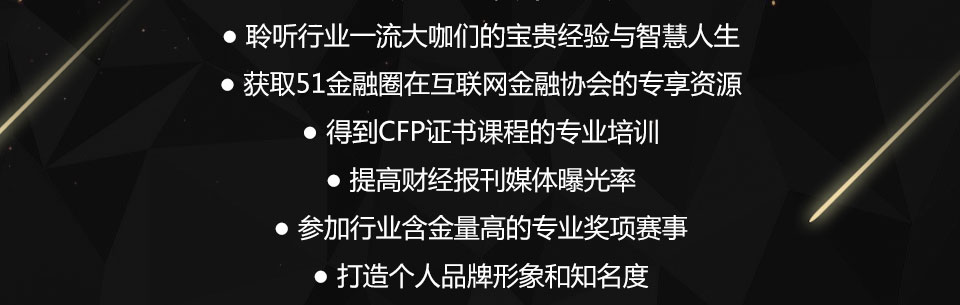 ● 聆听行业一流大咖们的宝贵经验与智慧人生
● 获取51金融圈在互联网金融协会的专享资源
● 得到CFP证书课程的专业培训
● 提高财经报刊媒体曝光率
● 参加行业含金量高的专业奖项赛事
● 打造个人品牌形象和知名度